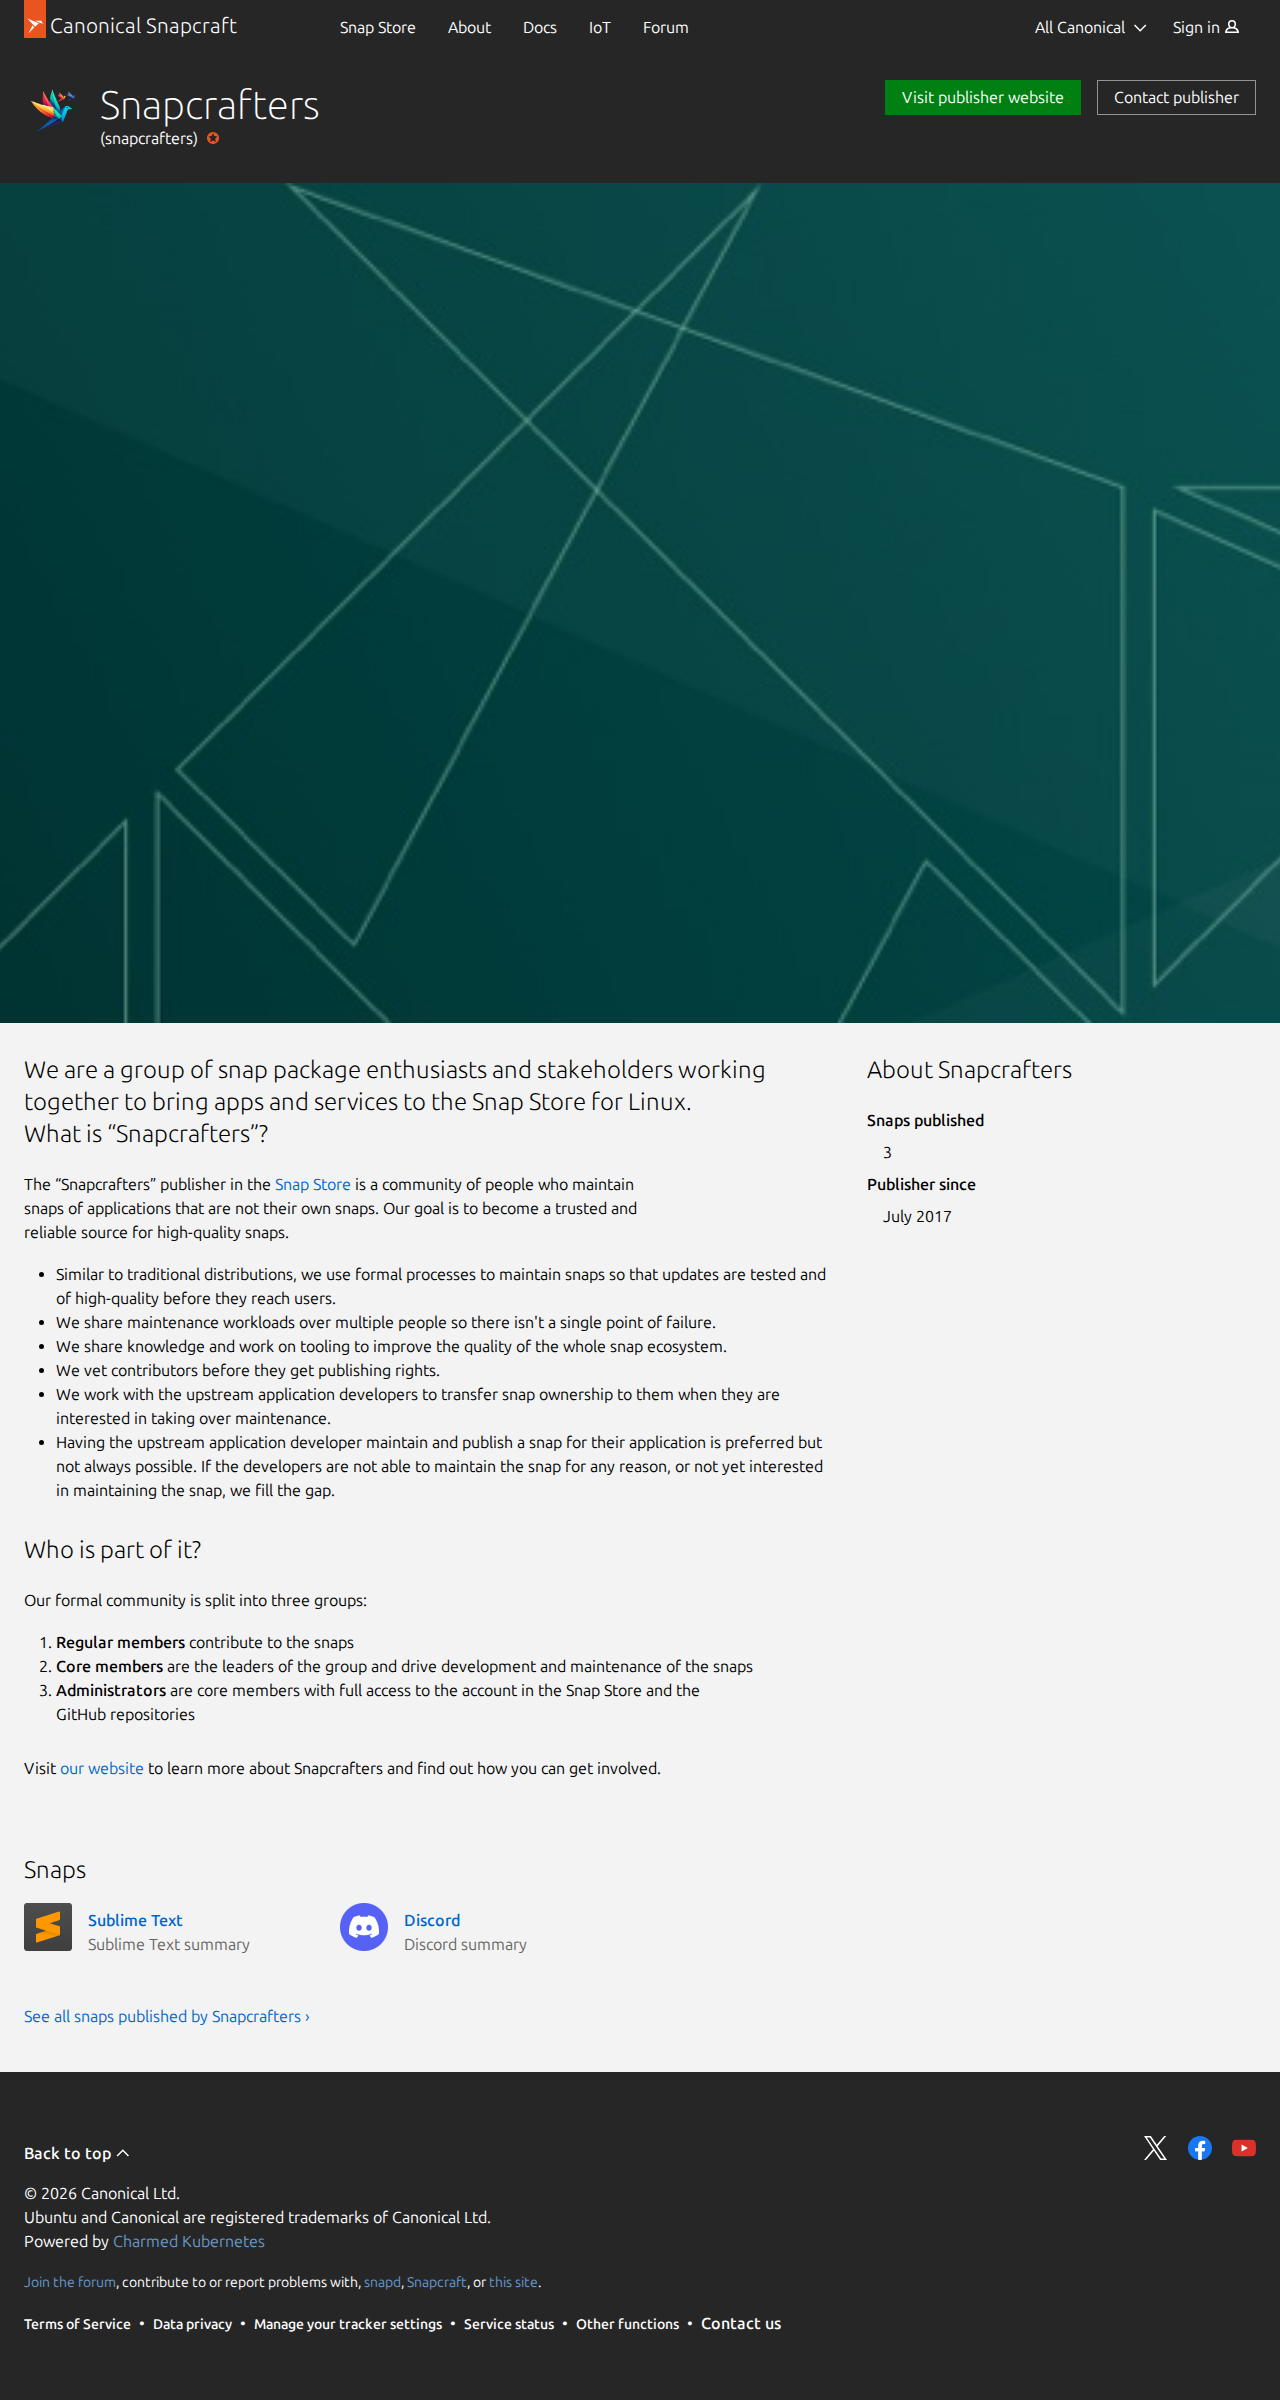 Canonical Snapcraft
Snap Store
About
Docs
IoT
Forum
All Canonical
Sign in
Snapcrafters
(snapcrafters)
Visit publisher website
Contact publisher
We are a group of snap package enthusiasts and stakeholders working
together to bring apps and services to the Snap Store for Linux.
What is “Snapcrafters”?
The “Snapcrafters” publisher in the Snap Store is a community of people who maintain
snaps of applications that are not their own snaps. Our goal is to become a trusted and
reliable source for high-quality snaps.
• Similar to traditional distributions, we use formal processes to maintain snaps so that updates are tested and
of high-quality before they reach users.
• We share maintenance workloads over multiple people so there isn't a single point of failure.
• We share knowledge and work on tooling to improve the quality of the whole snap ecosystem.
• We vet contributors before they get publishing rights.
• We work with the upstream application developers to transfer snap ownership to them when they are
interested in taking over maintenance.
• Having the upstream application developer maintain and publish a snap for their application is preferred but
not always possible. If the developers are not able to maintain the snap for any reason, or not yet interested
in maintaining the snap, we fill the gap.
Who is part of it?
Our formal community is split into three groups:
1. Regular members contribute to the snaps
2. Core members are the leaders of the group and drive development and maintenance of the snaps
3. Administrators are core members with full access to the account in the Snap Store and the
GitHub repositories
Visit our website to learn more about Snapcrafters and find out how you can get involved.
About Snapcrafters
Snaps published
3
Publisher since
July 2017
Snaps
Sublime Text
Sublime Text summary
Discord
Discord summary
See all snaps published by Snapcrafters ›
Back to top
© 2026 Canonical Ltd.
Ubuntu and Canonical are registered trademarks of Canonical Ltd.
Powered by Charmed Kubernetes
Join the forum, contribute to or report problems with, snapd, Snapcraft, or this site.
Terms of Service • Data privacy • Manage your tracker settings • Service status • Other functions • Contact us